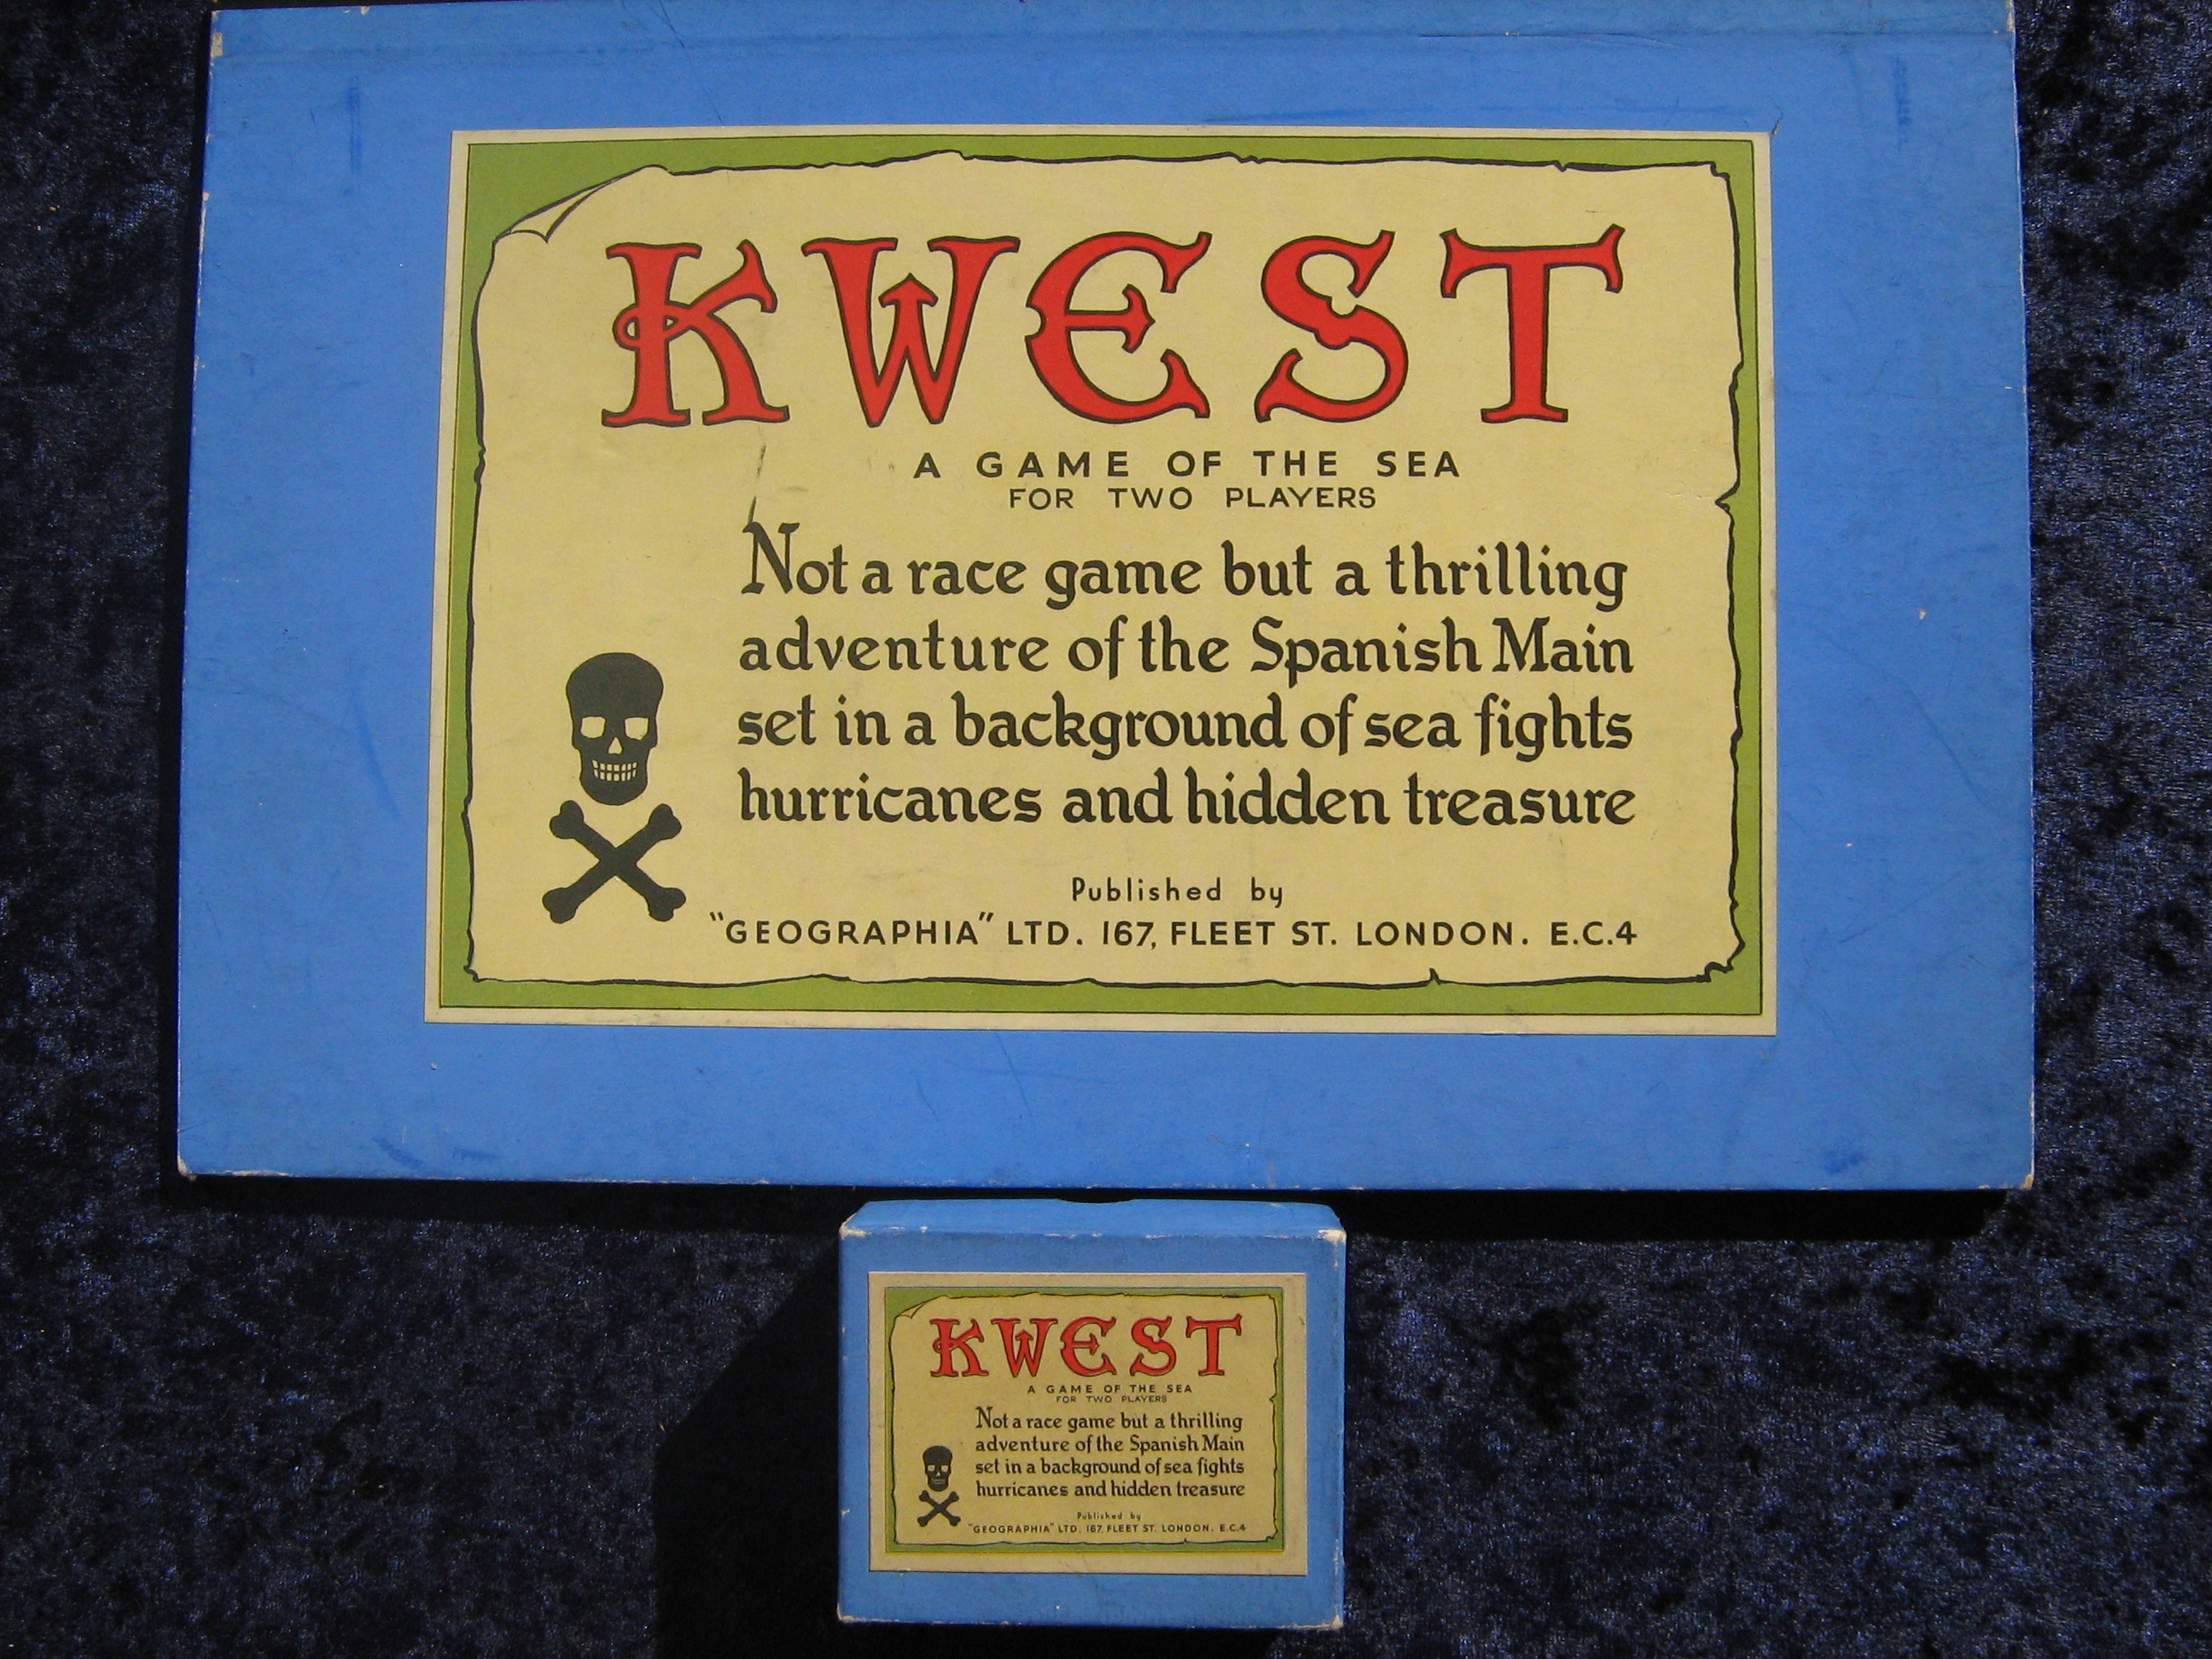 KWEST
A GAME OF THE SEA
FOR TWO PLAYERS
Not a race game but a thrilling
adventure of the Spanish Main
set in a background of sea fights
hurricanes and hidden treasure
Published by
"GEOGRAPHIA" LTD. 167, FLEET ST. LONDON. E.C.4
KWEST
A GAME OF THE SEA
FOR TWO PLAYERS
Not a race game but a thrilling
adventure of the Spanish Main
set in a background of sea fights
hurricanes and hidden treasure
Published by
"GEOGRAPHIA" LTD. 167, FLEET ST. LONDON. E.C.4